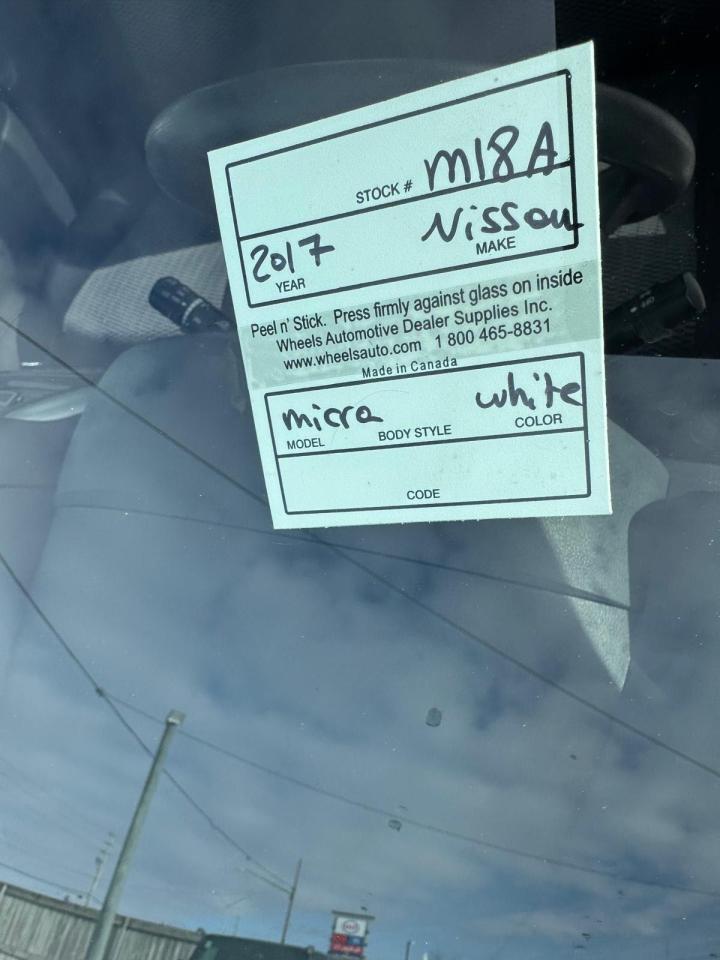 STOCK # M18A
2017 Nissan
YEAR MAKE
Peel n' Stick. Press firmly against glass on inside
Wheels Automotive Dealer Supplies Inc.
www.wheelsauto.com 1 800 465-8831
Made in Canada
micra white
MODEL BODY STYLE COLOR
CODE